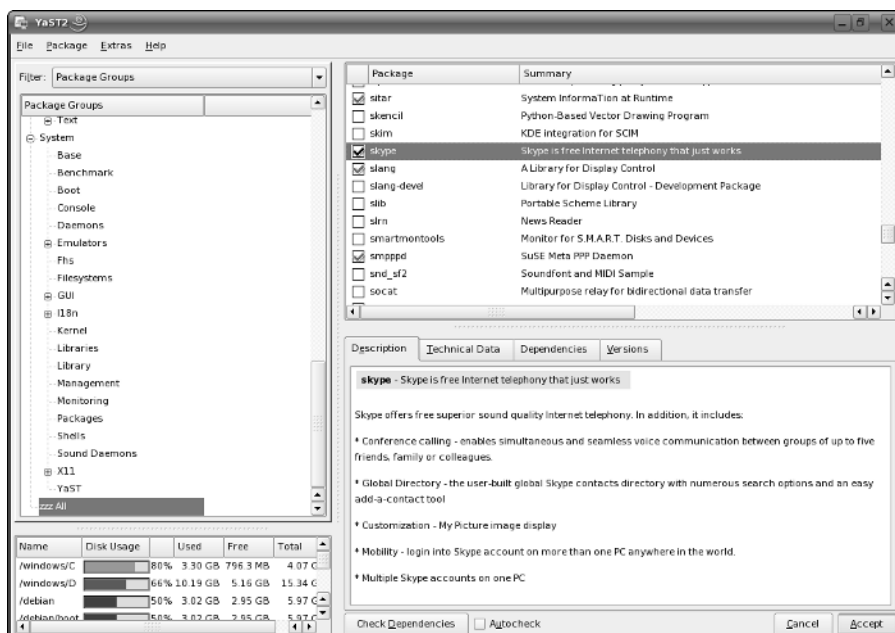 YaST2
File Package Extras Help
Filter: Package Groups
Package Groups
Text
System
Base
Benchmark
Boot
Console
Daemons
Emulators
Fhs
Filesystems
GUI
I18n
Kernel
Libraries
Library
Management
Monitoring
Packages
Shells
Sound Daemons
X11
YaST
zzz All
Name Disk Usage Used Free Total
/windows/C 80% 3.30 GB 796.3 MB 4.07 G
/windows/D 66% 10.19 GB 5.16 GB 15.34 G
/debian 50% 3.02 GB 2.95 GB 5.97 G
/debian/boot 50% 3.02 GB 2.95 GB 5.97 G
Package Summary
sitar System InformaTion at Runtime
skencil Python-Based Vector Drawing Program
skim KDE integration for SCIM
skype Skype is free Internet telephony that just works
slang A Library for Display Control
slang-devel Library for Display Control - Development Package
slib Portable Scheme Library
slrn News Reader
smartmontools Monitor for S.M.A.R.T. Disks and Devices
smpppd SuSE Meta PPP Daemon
snd_sf2 Soundfont and MIDI Sample
socat Multipurpose relay for bidirectional data transfer
Description Technical Data Dependencies Versions
skype - Skype is free Internet telephony that just works
Skype offers free superior sound quality Internet telephony. In addition, it includes:
* Conference calling - enables simultaneous and seamless voice communication between groups of up to five
friends, family or colleagues.
* Global Directory - the user-built global Skype contacts directory with numerous search options and an easy
add-a-contact tool
* Customization - My Picture image display
* Mobility - login into Skype account on more than one PC anywhere in the world.
* Multiple Skype accounts on one PC
Check Dependencies Autocheck Cancel Accept